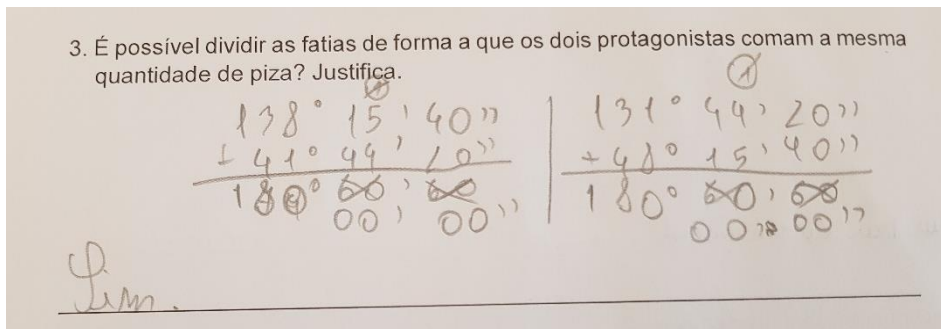 3. É possível dividir as fatias de forma a que os dois protagonistas comam a mesma
quantidade de piza? Justifica.
1 1
138° 15' 40'' 131° 44' 20''
+ 41° 44' 20'' + 48° 15' 40''
180° 60' 60'' 180° 60' 60''
00' 00'' 00'' 00''
Sim.